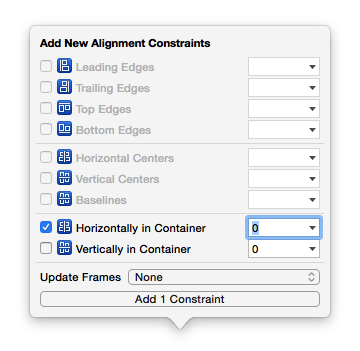 Add New Alignment Constraints
Leading Edges
Trailing Edges
Top Edges
Bottom Edges
Horizontal Centers
Vertical Centers
Baselines
Horizontally in Container 0
Vertically in Container 0
Update Frames None
Add 1 Constraint